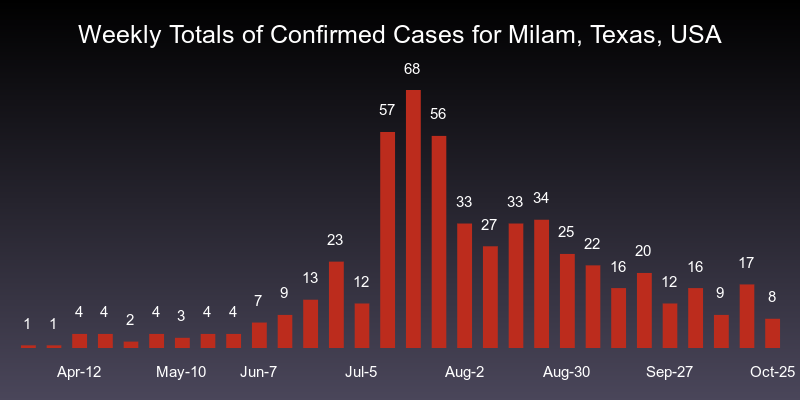 Weekly Totals of Confirmed Cases for Milam, Texas, USA
1 1 4 4 2 4 3 4 4 7 9 13 23 12 57 68 56 33 27 33 34 25 22 16 20 12 16 9 17 8
Apr-12 May-10 Jun-7 Jul-5 Aug-2 Aug-30 Sep-27 Oct-25